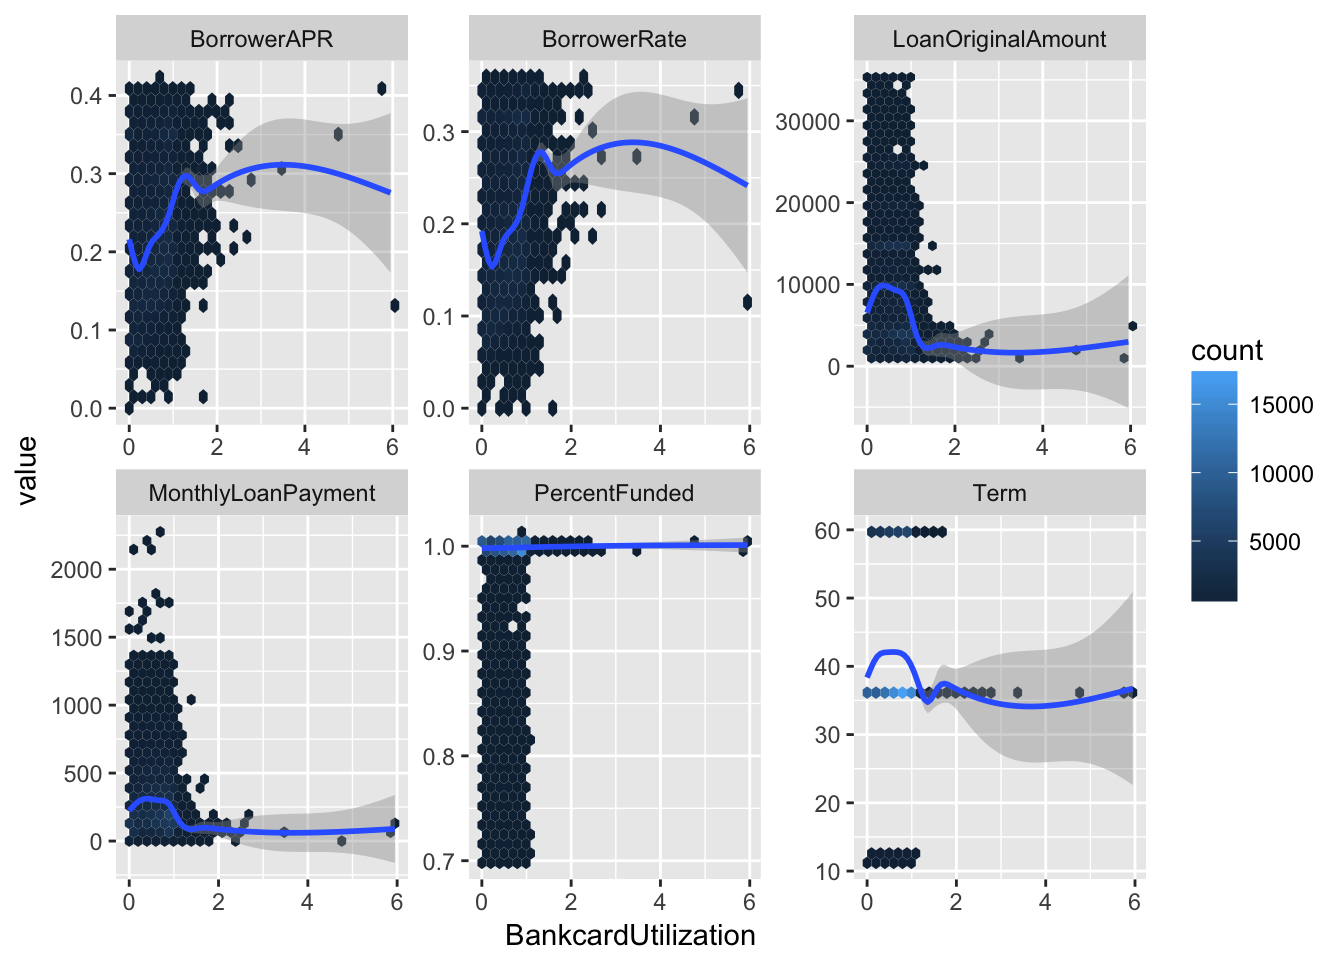 BorrowerAPR
BorrowerRate
LoanOriginalAmount
0.4
0.3
0.2
0.1
0.0
0.3
0.2
0.1
0.0
30000
20000
10000
0
0 2 4 6
0 2 4 6
0 2 4 6
MonthlyLoanPayment
PercentFunded
Term
2000
1500
1000
500
0
1.0
0.9
0.8
0.7
60
50
40
30
20
10
0 2 4 6
0 2 4 6
0 2 4 6
value
BankcardUtilization
count
15000
10000
5000